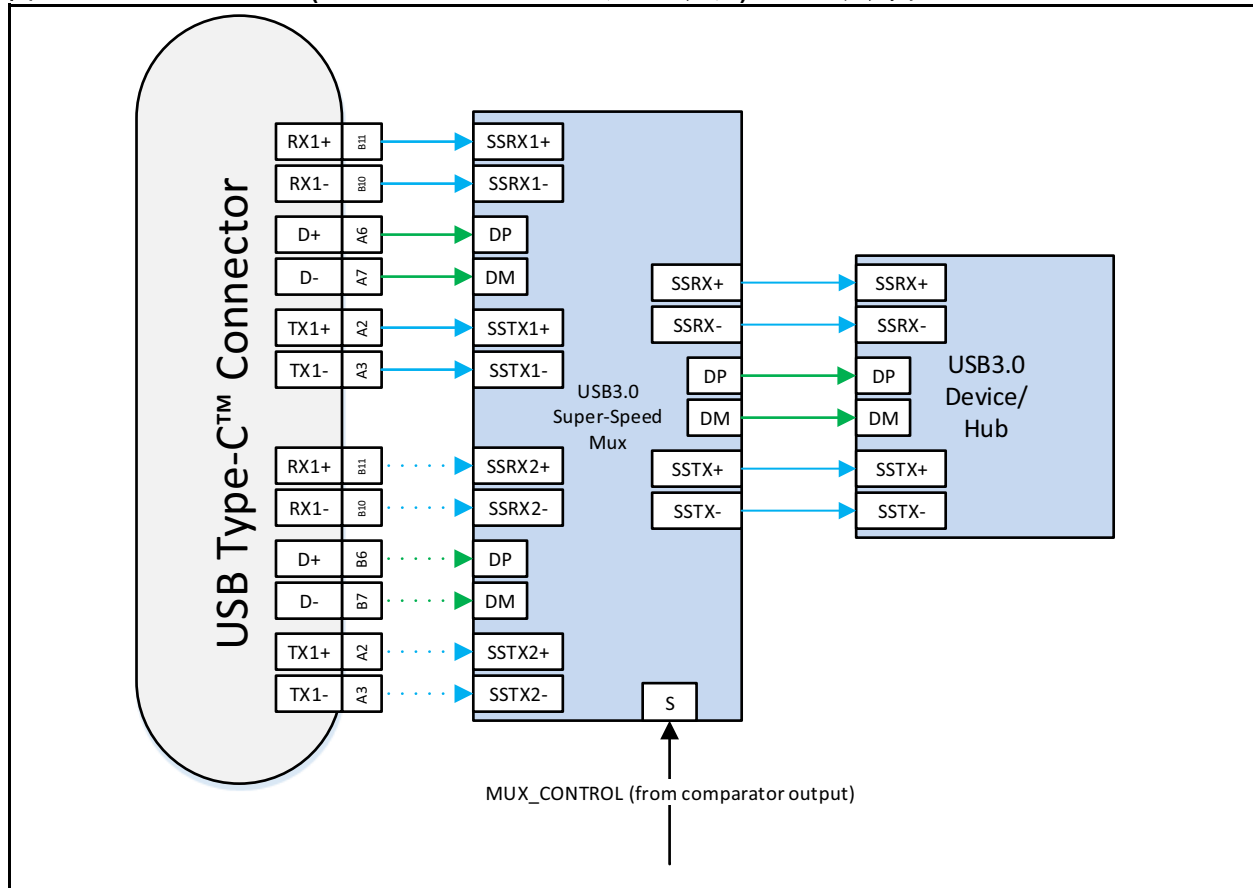 USB Type-C™ Connector
RX1+ B11
RX1- B10
D+ A6
D- A7
TX1+ A2
TX1- A3
RX1+ B11
RX1- B10
D+ B6
D- B7
TX1+ A2
TX1- A3
SSRX1+
SSRX1-
DP
DM
SSTX1+
SSTX1-
SSRX2+
SSRX2-
DP
DM
SSTX2+
SSTX2-
USB3.0
Super-Speed
Mux
SSRX+
SSRX-
DP
DM
SSTX+
SSTX-
S
SSRX+
SSRX-
DP
DM
SSTX+
SSTX-
USB3.0
Device/
Hub
MUX_CONTROL (from comparator output)